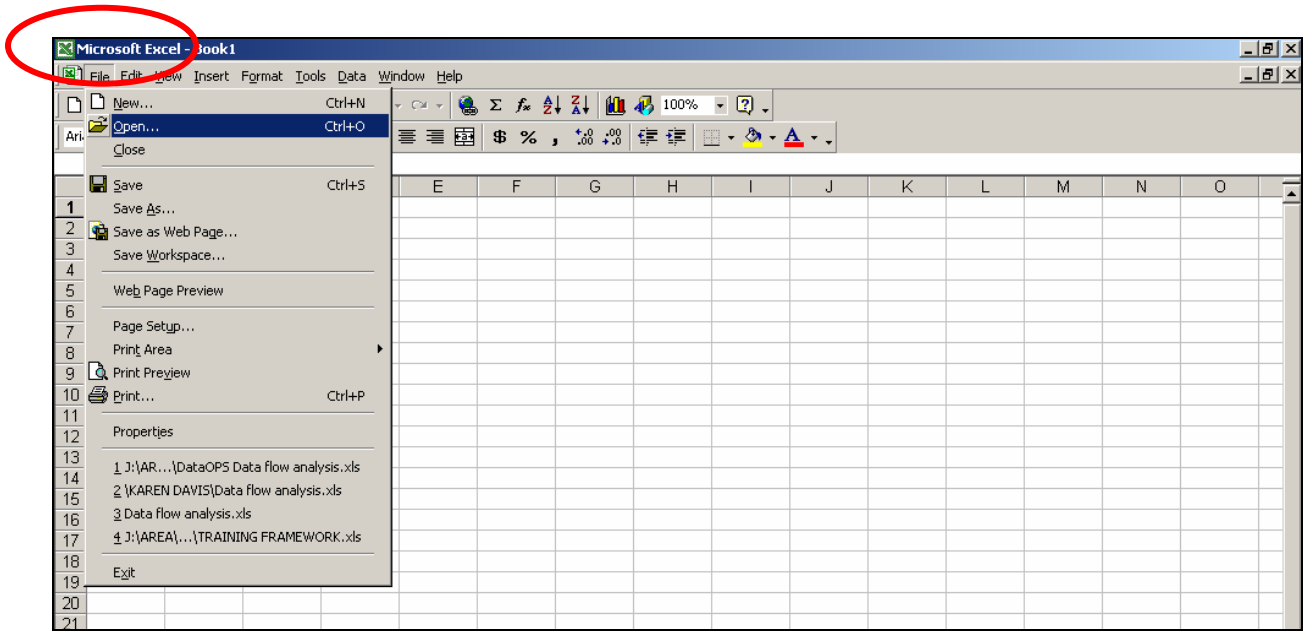 Microsoft Excel - Book1
File Edit View Insert Format Tools Data Window Help
100%
Ari
$ % ,
New... Ctrl+N
Open... Ctrl+O
Close
Save Ctrl+S
Save As...
Save as Web Page...
Save Workspace...
Web Page Preview
Page Setup...
Print Area
Print Preview
Print... Ctrl+P
Properties
1 J:\AR...\DataOPS Data flow analysis.xls
2 \KAREN DAVIS\Data flow analysis.xls
3 Data flow analysis.xls
4 J:\AREA\...\TRAINING FRAMEWORK.xls
Exit
E F G H I J K L M N O
1
2
3
4
5
6
7
8
9
10
11
12
13
14
15
16
17
18
19
20
21